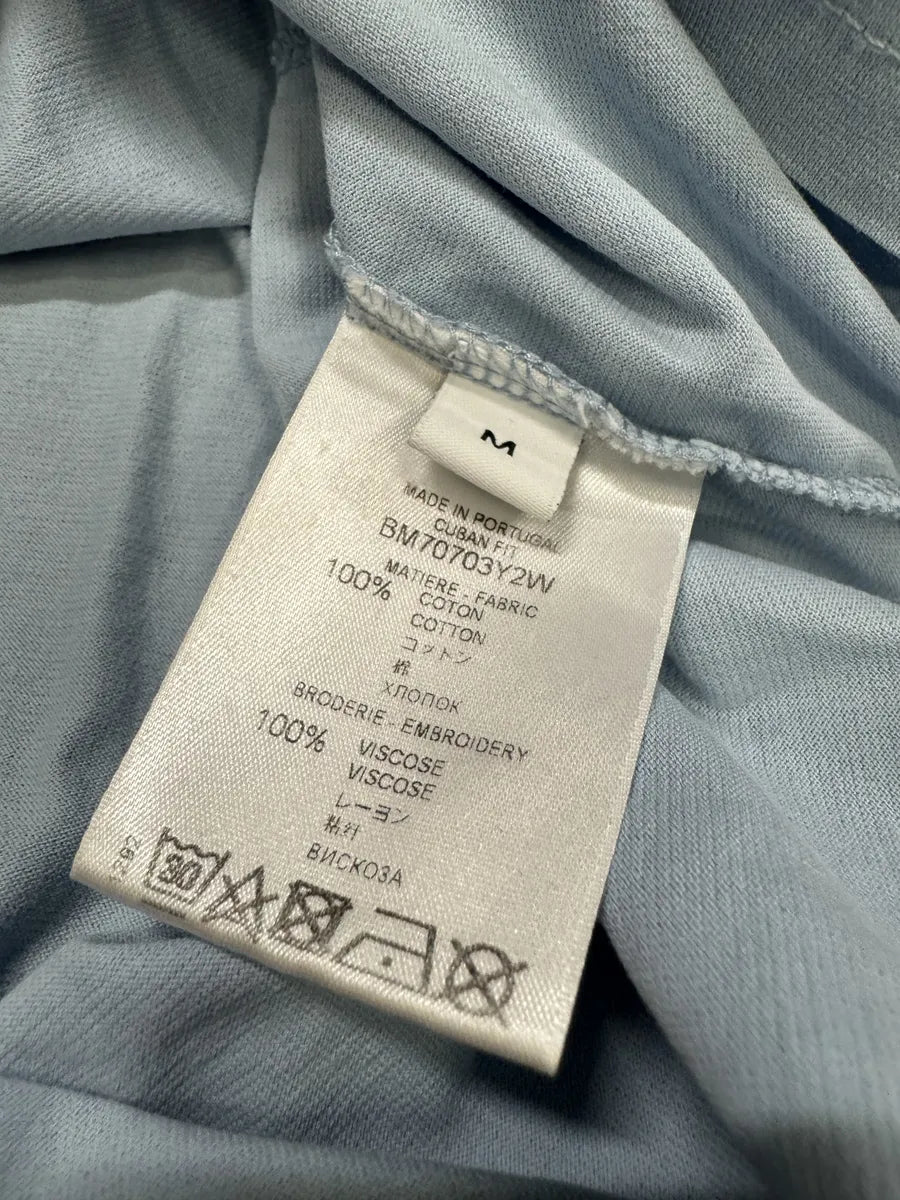 M
MADE IN PORTUGAL
CUBAN FIT
BM70703Y2VV
MATIERE - FABRIC
100% COTON
COTTON
コットン
棉
ХЛОПОК
BRODERIE - EMBROIDERY
100% VISCOSE
VISCOSE
レーヨン
粘纤
ВИСКОЗА
30